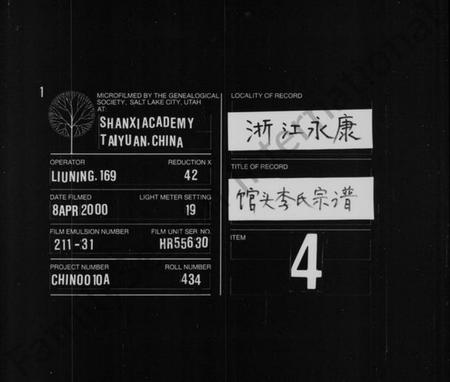 1
MICROFILMED BY THE GENEALOGICAL
SOCIETY, SALT LAKE CITY, UTAH
AT:
SHANXI ACADEMY
TAIYUAN, CHINA
OPERATOR REDUCTION X
LIUNING. 169 42
DATE FILMED LIGHT METER SETTING
8 APR 2000 19
FILM EMULSION NUMBER FILM UNIT SER. NO.
211-31 HR55630
PROJECT NUMBER ROLL NUMBER
CHIN0010A 434
LOCALITY OF RECORD
浙江永康
TITLE OF RECORD
馆头李氏宗谱
ITEM
4